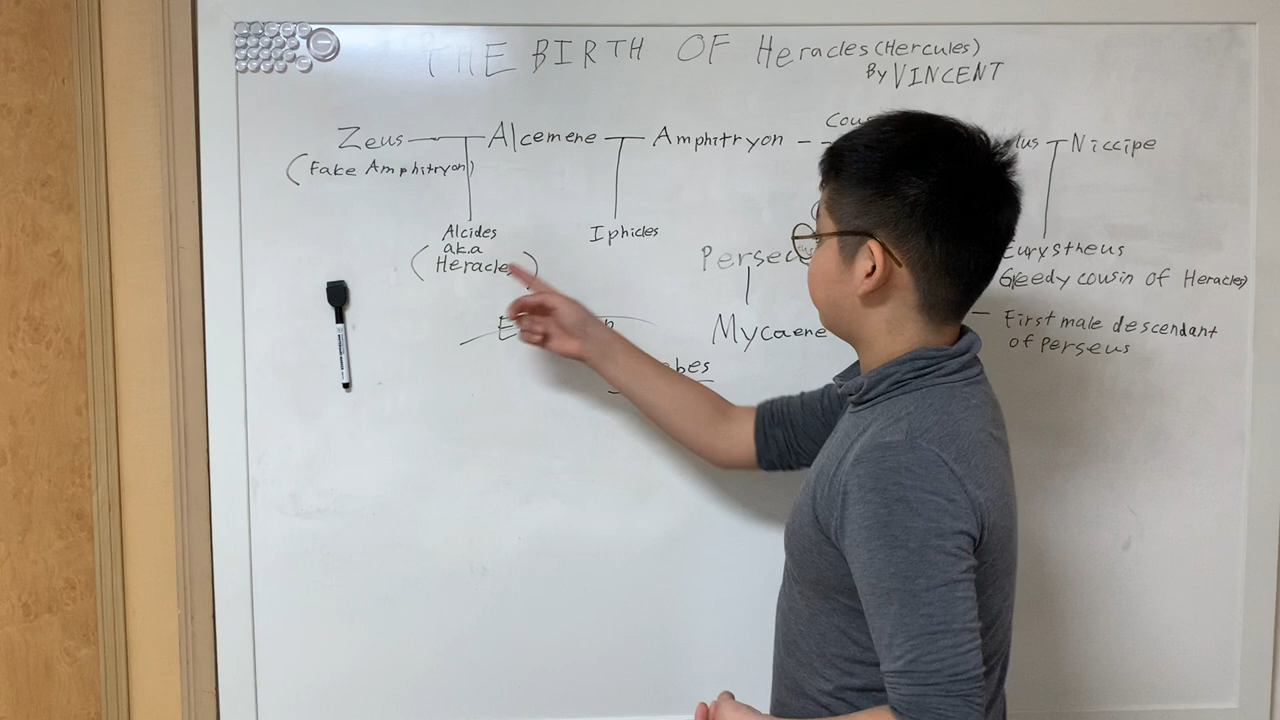 THE BIRTH OF Heracles (Hercules)
By VINCENT
Zeus Alcemene Amphitryon Niccipe
(Fake Amphitryon)
Alcides
a.k.a
(Heracles)
Iphicles
Eurystheus
Greedy cousin of Heracles)
First male descendant
of Perseus
Mycaene